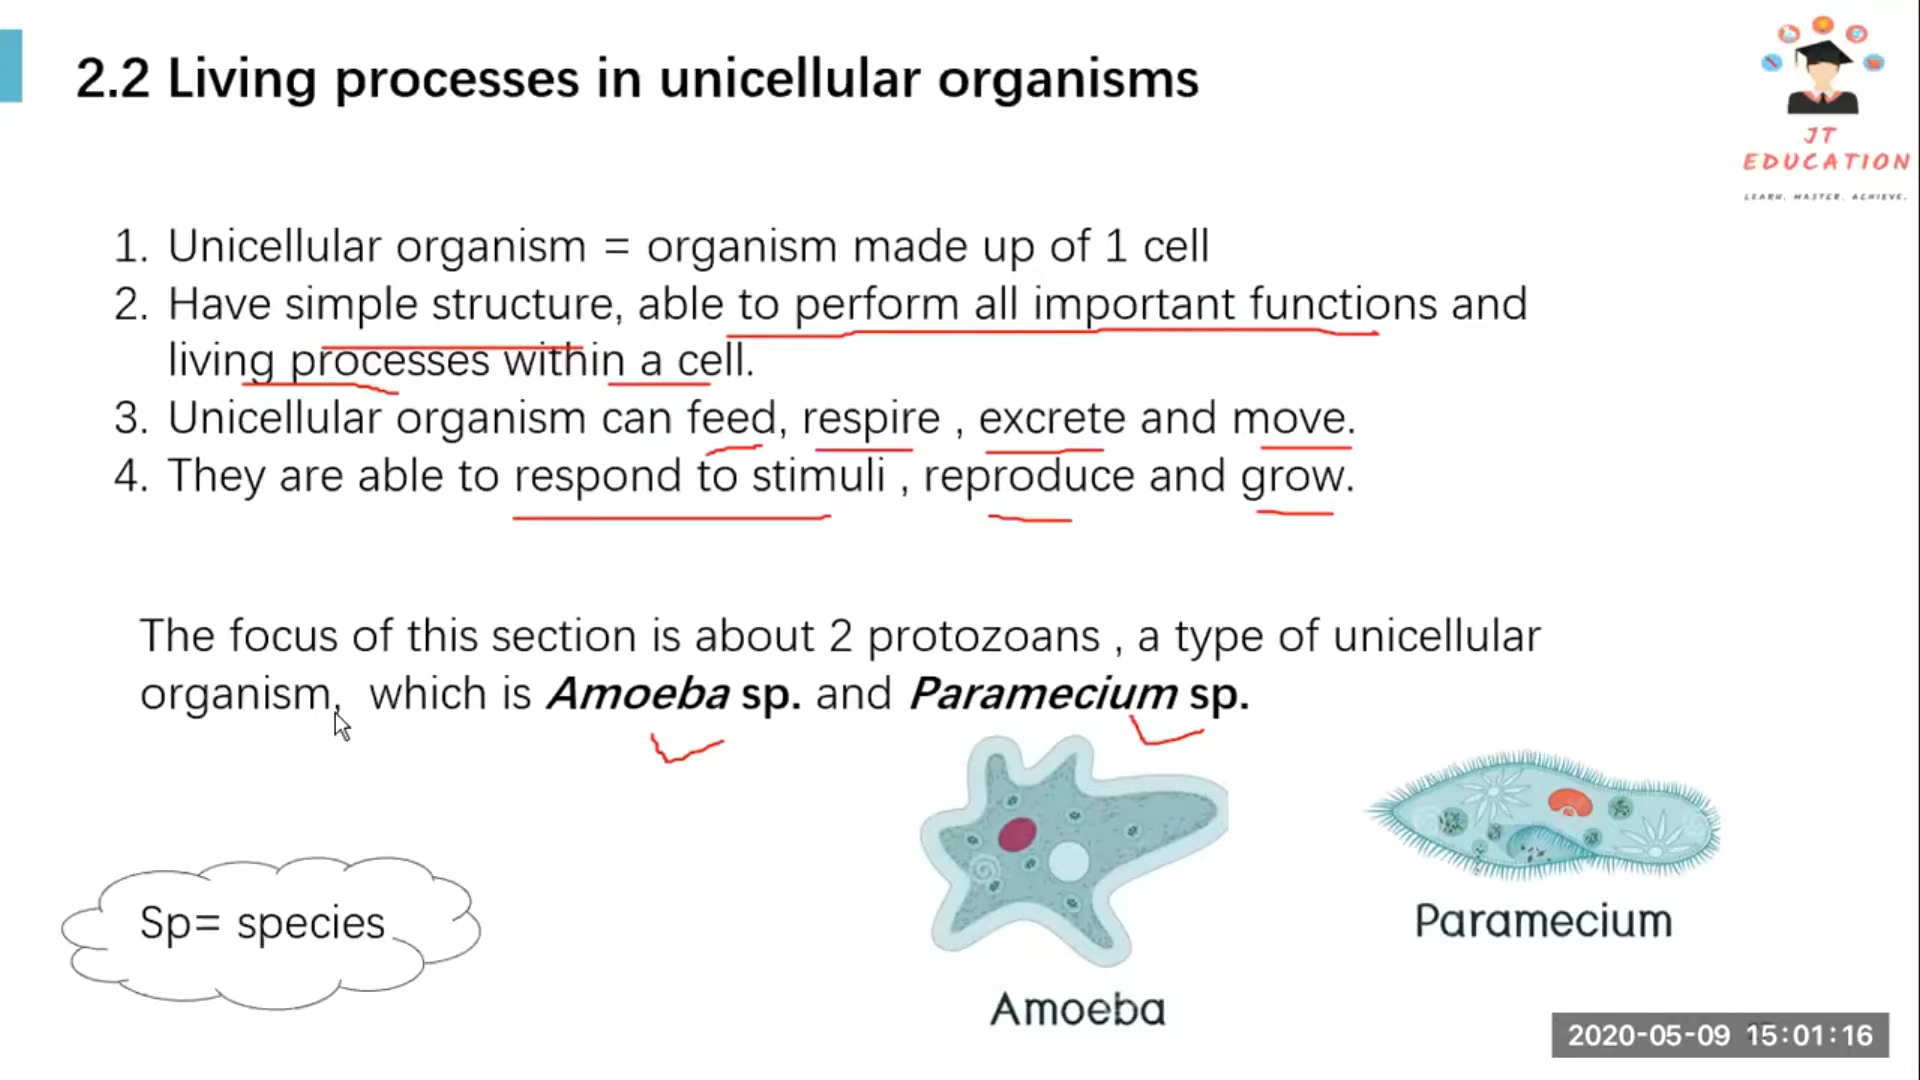 2.2 Living processes in unicellular organisms
JT
EDUCATION
LEARN. MASTER. ACHIEVE.
1. Unicellular organism = organism made up of 1 cell
2. Have simple structure, able to perform all important functions and
living processes within a cell.
3. Unicellular organism can feed, respire , excrete and move.
4. They are able to respond to stimuli , reproduce and grow.
The focus of this section is about 2 protozoans , a type of unicellular
organism,  which is Amoeba sp. and Paramecium sp.
Sp= species
Paramecium
Amoeba
2020-05-09 15:01:16